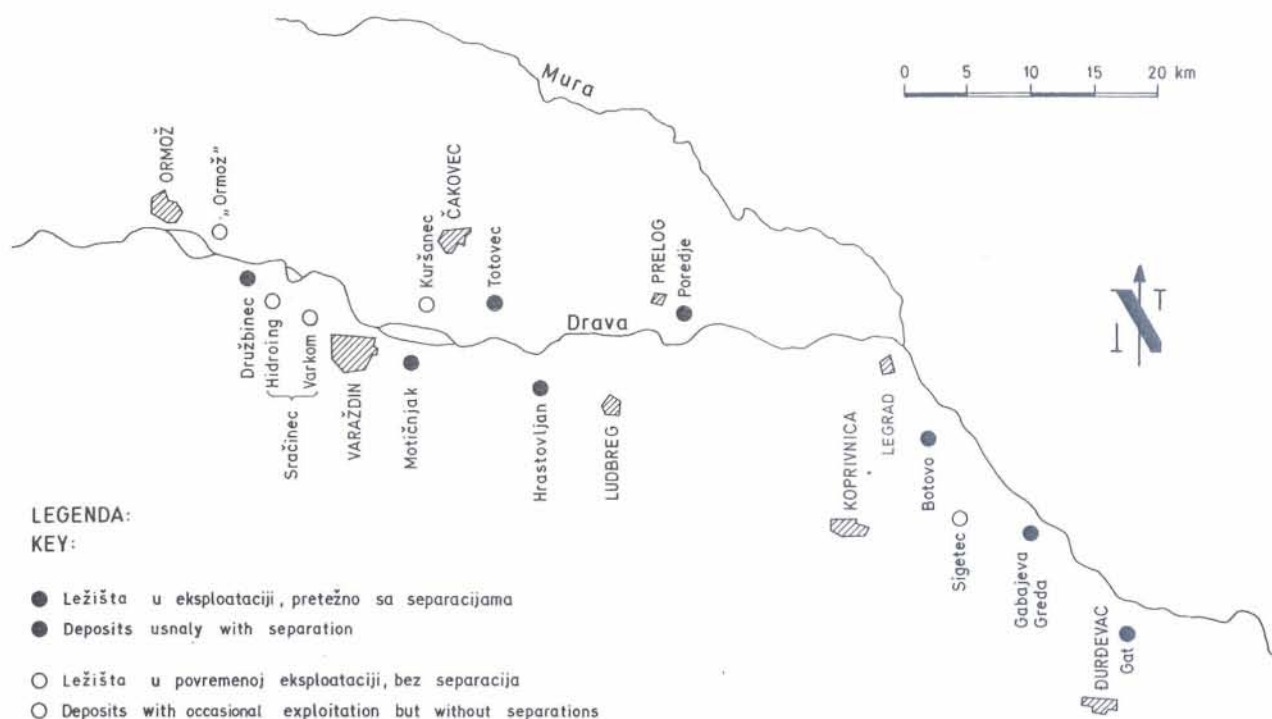 Mura
0 5 10 15 20 km
ORMOŽ
„Ormož"
ČAKOVEC
Kuršanec
Totovec
PRELOG
Poredje
Drava
Družbinec
Hidroing
Varkom
Sračinec
VARAŽDIN
Motičnjak
Hrastovljan
LUDBREG
KOPRIVNICA
LEGRAD
Botovo
Sigetec
Gabajeva
Greda
ĐURĐEVAC
Gat
I T
LEGENDA:
KEY:
Ležišta u eksploataciji, pretežno sa separacijama
Deposits usnaly with separation
Ležišta u povremenoj eksploataciji, bez separacija
Deposits with occasional exploitation but without separations